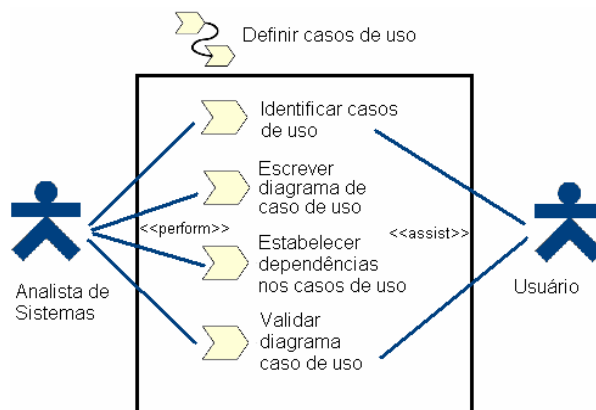 Definir casos de uso
Identificar casos
de uso
Escrever
diagrama de
caso de uso
<<perform>>
<<assist>>
Estabelecer
dependências
nos casos de uso
Analista de
Sistemas
Usuário
Validar
diagrama
caso de uso